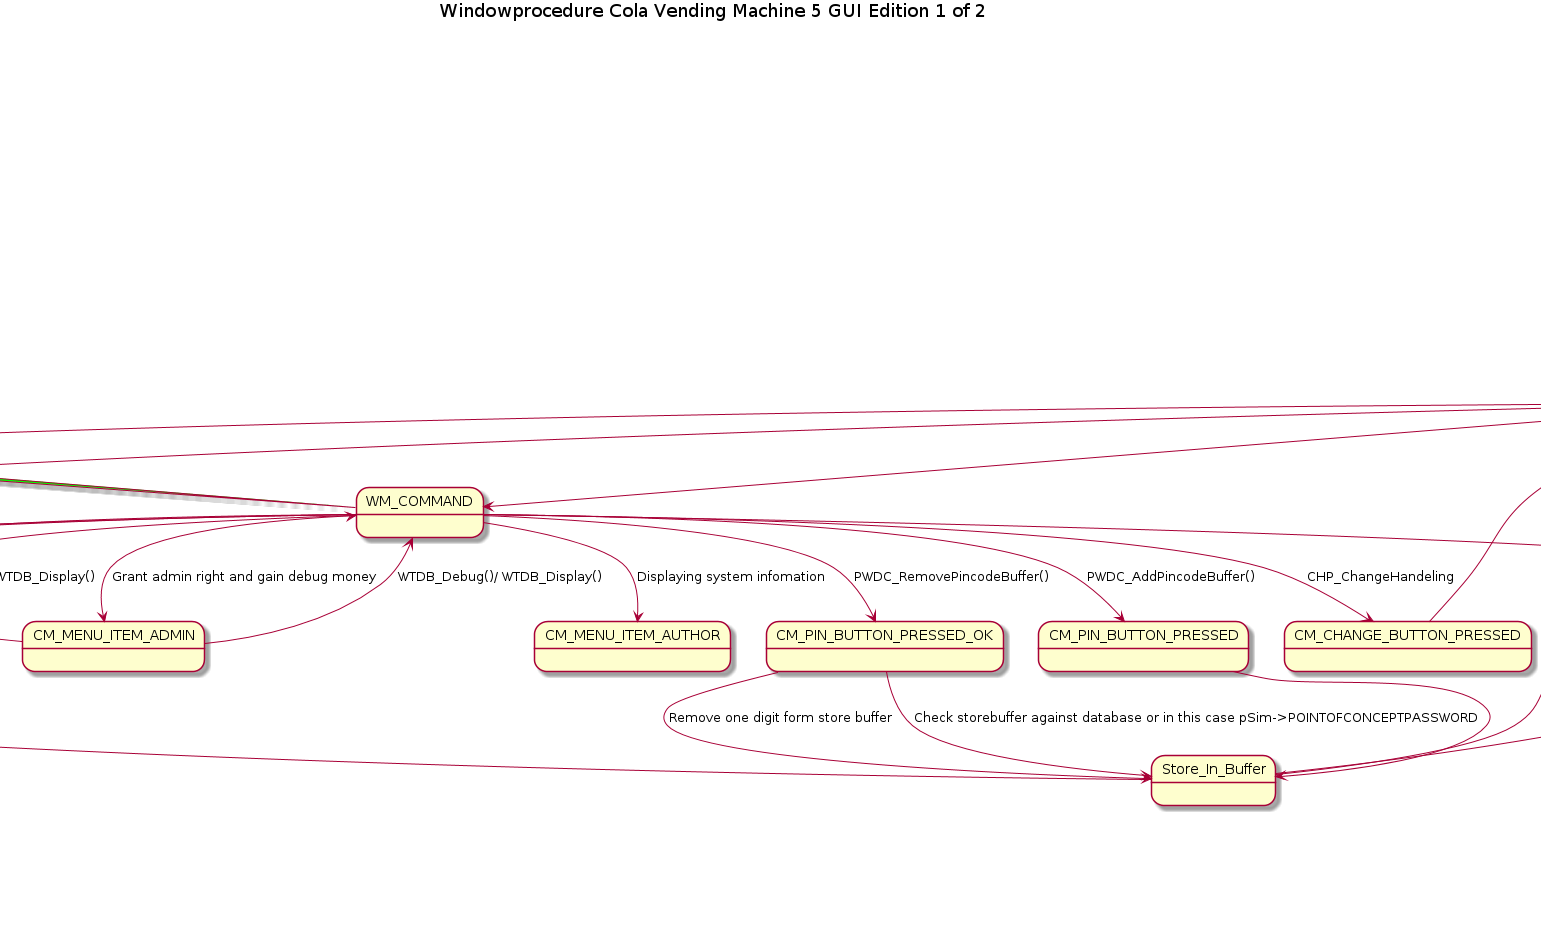 Windowprocedure Cola Vending Machine 5 GUI Edition 1 of 2
WM_COMMAND
WTDB_Display()
Grant admin right and gain debug money
WTDB_Debug()/ WTDB_Display()
Displaying system infomation
PWDC_RemovePincodeBuffer()
PWDC_AddPincodeBuffer()
CHP_ChangeHandeling
CM_MENU_ITEM_ADMIN
CM_MENU_ITEM_AUTHOR
CM_PIN_BUTTON_PRESSED_OK
CM_PIN_BUTTON_PRESSED
CM_CHANGE_BUTTON_PRESSED
Remove one digit form store buffer
Check storebuffer against database or in this case pSim->POINTOFCONCEPTPASSWORD
Store_In_Buffer